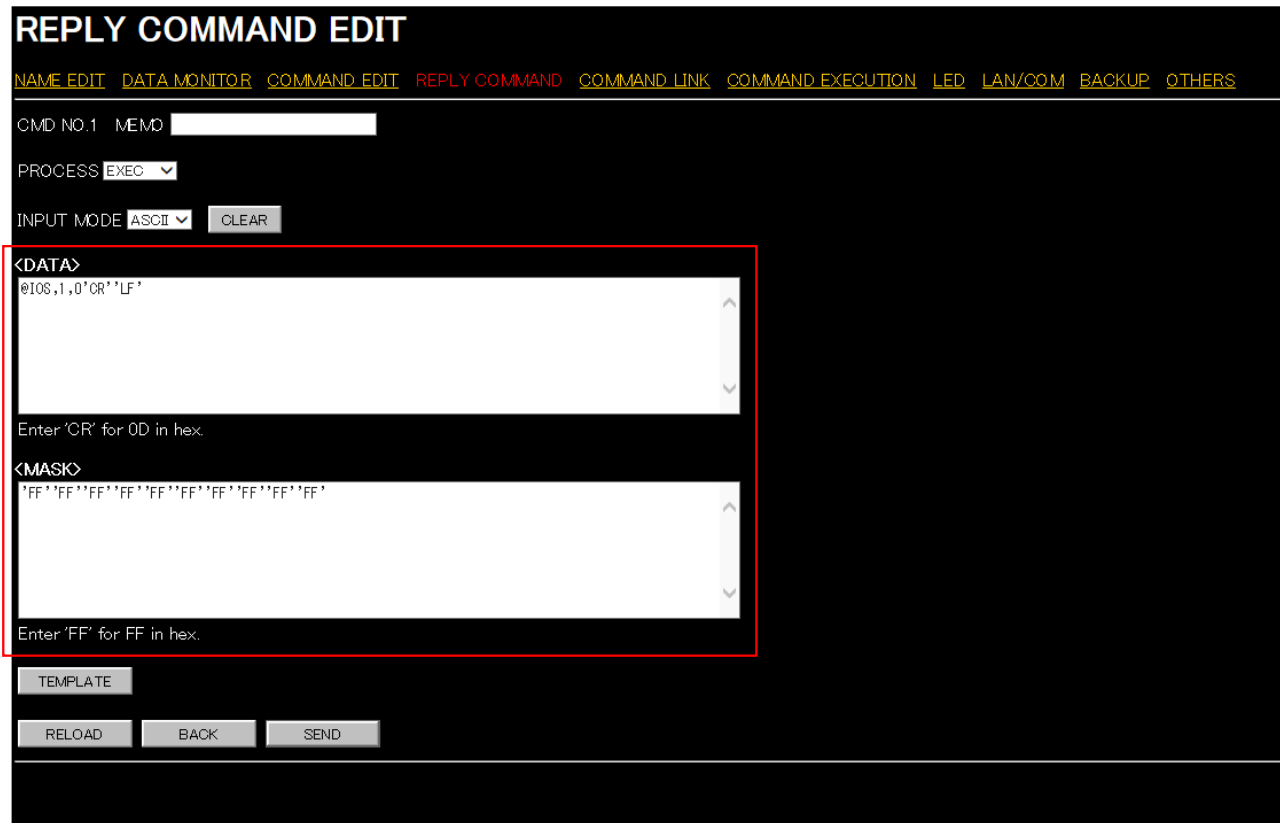 REPLY COMMAND EDIT
NAME EDIT DATA MONITOR COMMAND EDIT REPLY COMMAND COMMAND LINK COMMAND EXECUTION LED LAN/COM BACKUP OTHERS
CMD NO.1 MEMO
PROCESS EXEC
INPUT MODE ASCII CLEAR
<DATA>
@IOS,1,0'CR''LF'
Enter 'CR' for 0D in hex.
<MASK>
'FF''FF''FF''FF''FF''FF''FF''FF''FF''FF'
Enter 'FF' for FF in hex.
TEMPLATE
RELOAD BACK SEND